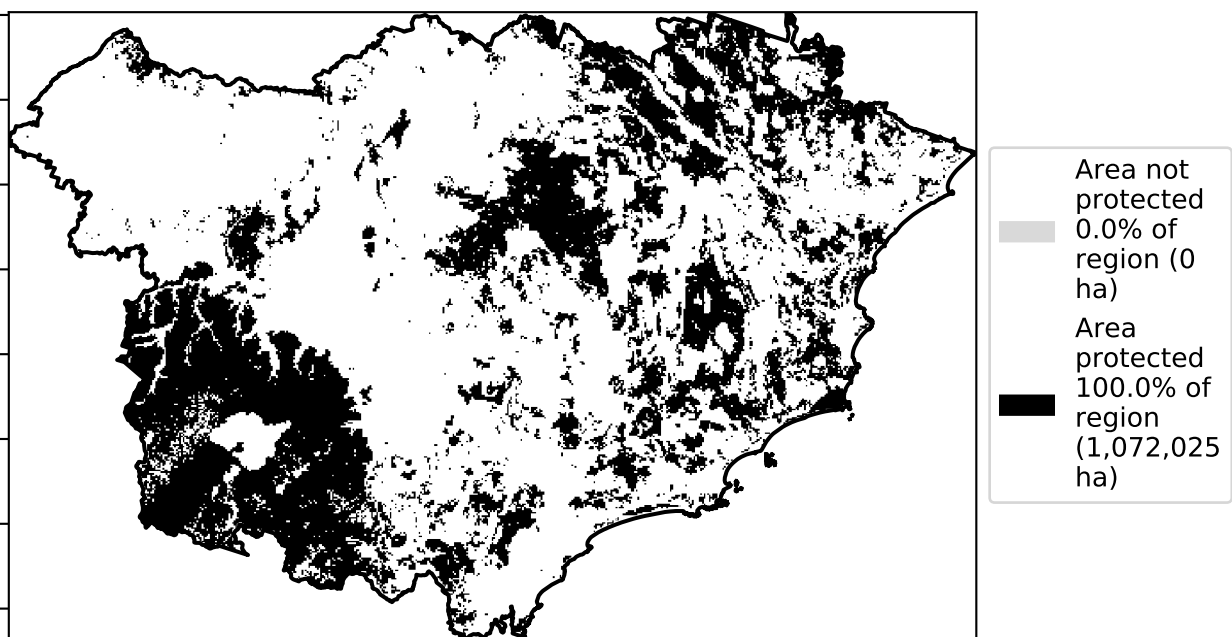 Area not
protected
0.0% of
region (0
ha)
Area
protected
100.0% of
region
(1,072,025
ha)